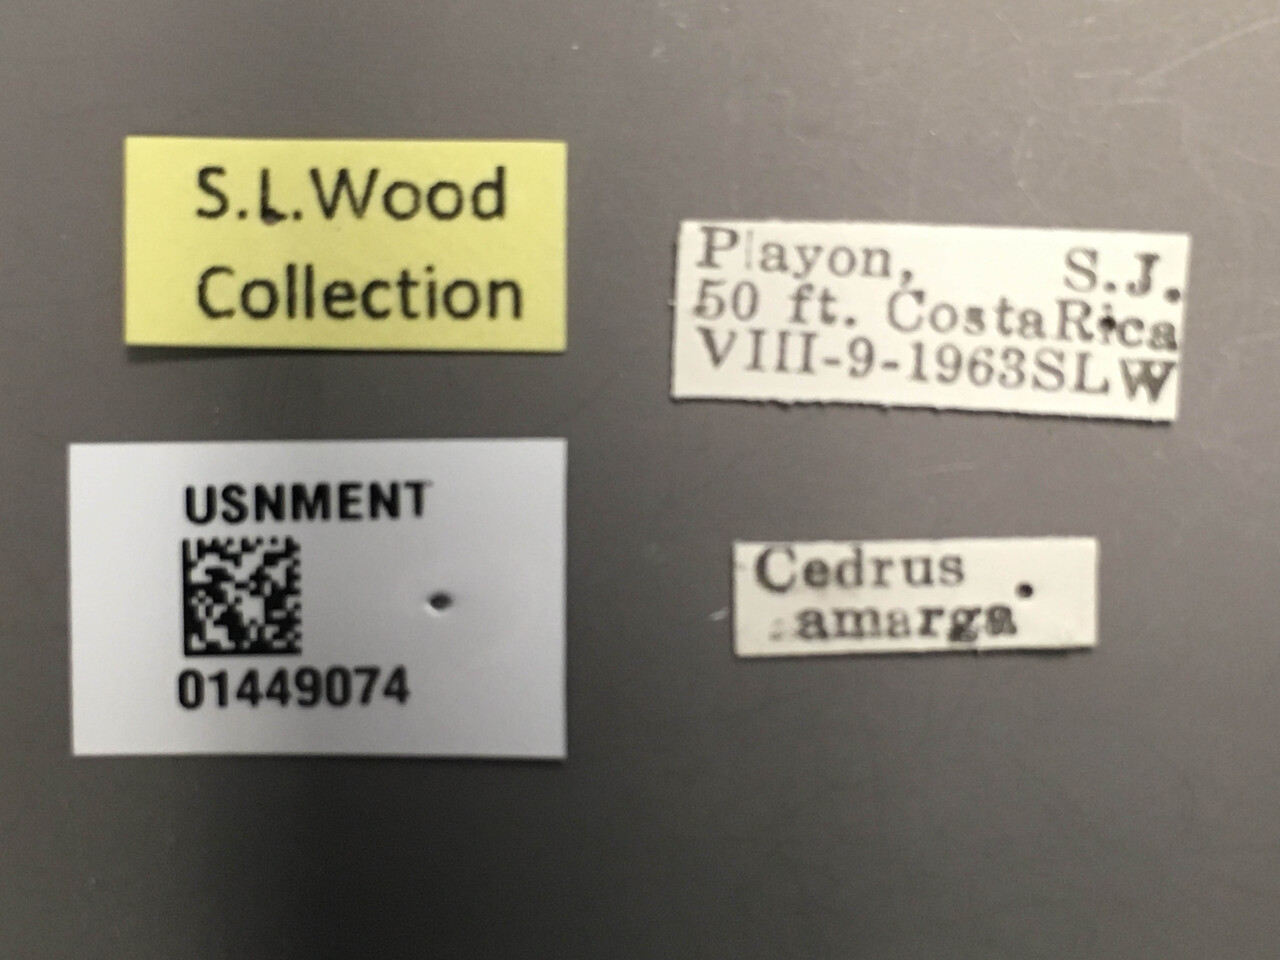 S.L.Wood
Collection
Playon, S.J.
50 ft. CostaRica
VIII-9-1963SLW
USNMENT
01449074
Cedrus
amarga